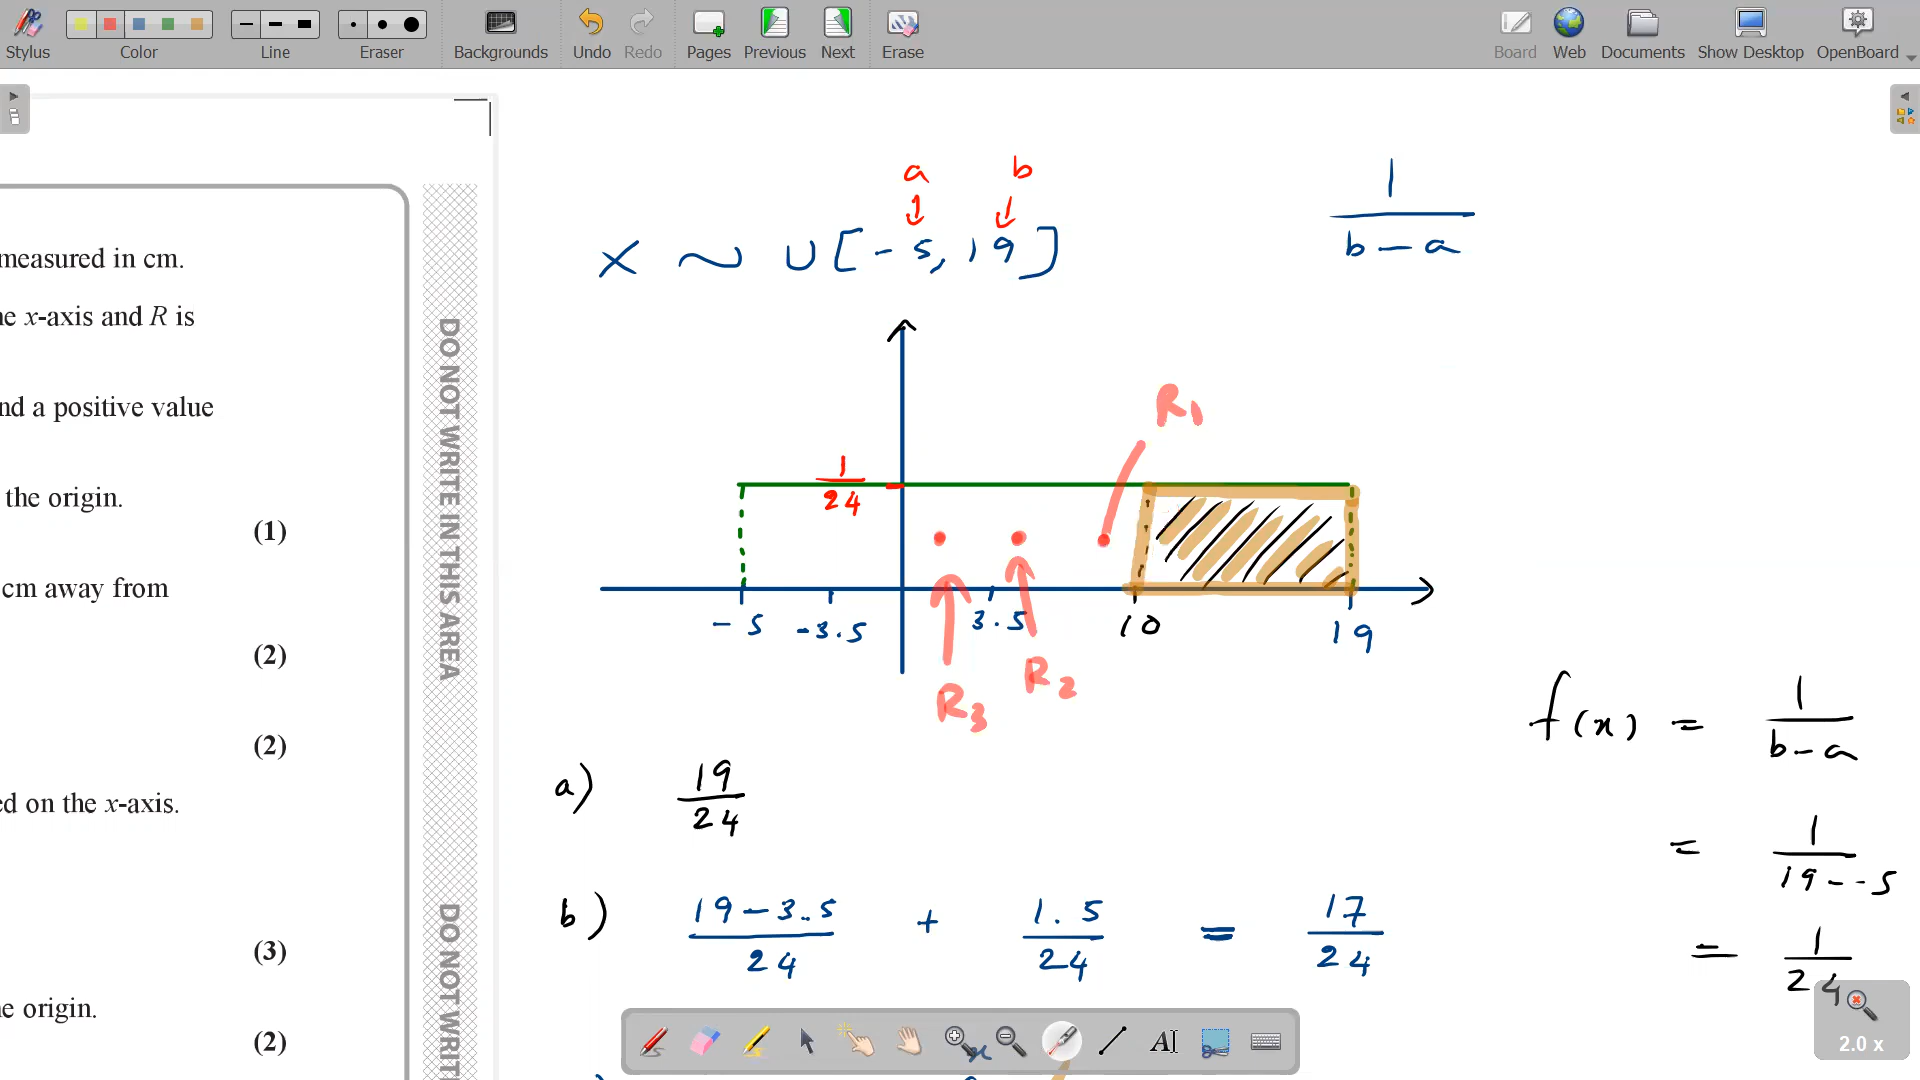 Stylus Color Line Eraser Backgrounds Undo Redo Pages Previous Next Erase Board Web Documents Show Desktop OpenBoard
measured in cm.
x-axis and R is
a positive value
the origin.
(1)
cm away from
(2)
(2)
on the x-axis.
(3)
origin.
(2)
DO NOT WRITE IN THIS AREA
DO NOT
a b
X ~ U[-5, 19]
1
b-a
R1
1
24
-5 -3.5 3.5 10 19
R3 R2
f(x) = 1
b-a
= 1
19--5
= 1
24
a) 19
24
b) 19-3.5 + 1.5 = 17
24 24 24
2.0 x